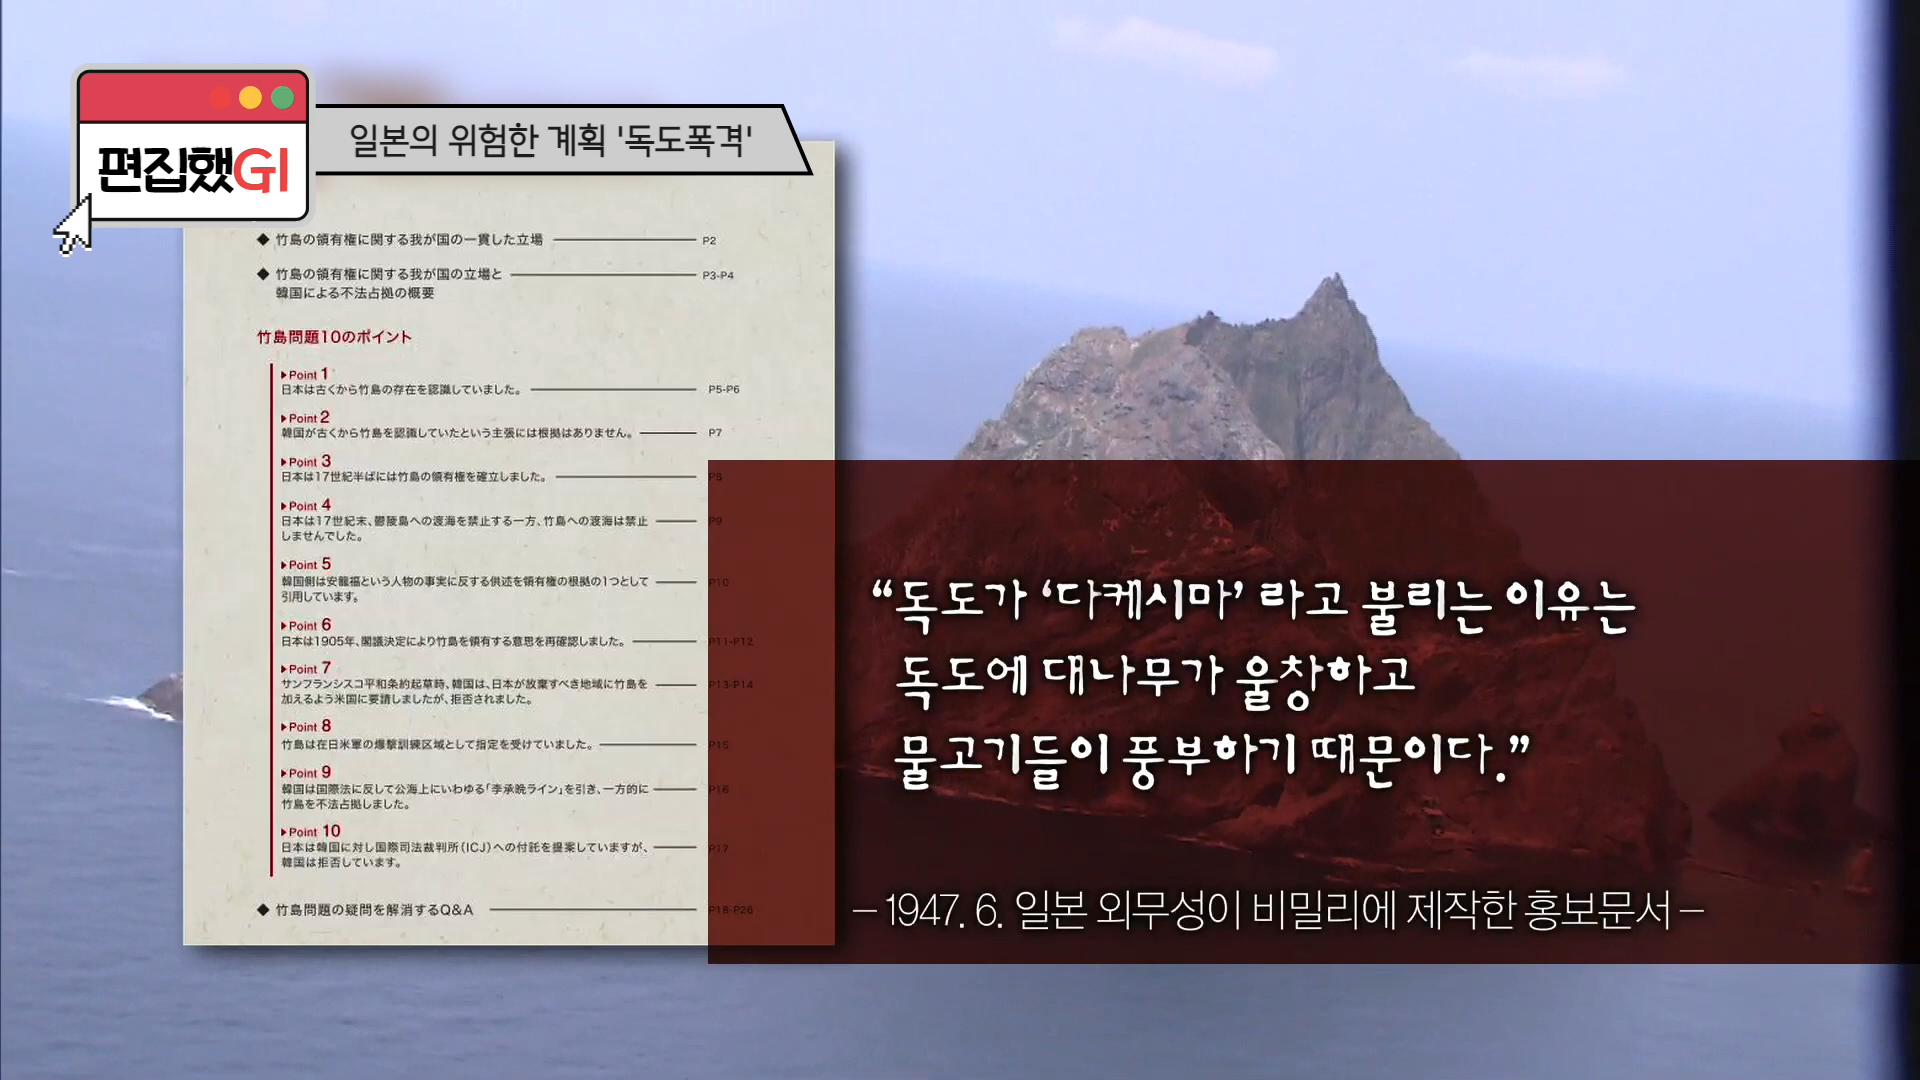 편집했GI
일본의 위험한 계획 '독도폭격'
◆ 竹島の領有権に関する我が国の一貫した立場 P2
◆ 竹島の領有権に関する我が国の立場と P3-P4
韓国による不法占拠の概要
竹島問題10のポイント
Point 1
日本は古くから竹島の存在を認識していました。 P5-P6
Point 2
韓国が古くから竹島を認識していたという主張には根拠はありません。 P7
Point 3
日本は17世紀半ばには竹島の領有権を確立しました。 P8
Point 4
日本は17世紀末、鬱陵島への渡海を禁止する一方、竹島への渡海は禁止 P9
しませんでした。
Point 5
韓国側は安龍福という人物の事実に反する供述を領有権の根拠の1つとして P10
引用しています。
Point 6
日本は1905年、閣議決定により竹島を領有する意思を再確認しました。 P11-P12
Point 7
サンフランシスコ平和条約起草時、韓国は、日本が放棄すべき地域に竹島を P13-P14
加えるよう米国に要請しましたが、拒否されました。
Point 8
竹島は在日米軍の爆撃訓練区域として指定を受けていました。 P15
Point 9
韓国は国際法に反して公海上にいわゆる「李承晩ライン」を引き、一方的に P16
竹島を不法占拠しました。
Point 10
日本は韓国に対し国際司法裁判所(ICJ)への付託を提案していますが、 P17
韓国は拒否しています。
◆ 竹島問題の疑問を解消するQ&A P18-P26
“독도가 ‘다케시마’ 라고 불리는 이유는
독도에 대나무가 울창하고
물고기들이 풍부하기 때문이다.”
– 1947. 6. 일본 외무성이 비밀리에 제작한 홍보문서 –